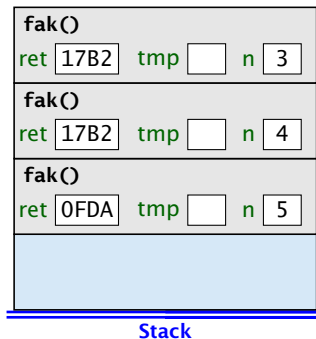 fak()
ret 17B2 tmp n 3
fak()
ret 17B2 tmp n 4
fak()
ret 0FDA tmp n 5
Stack